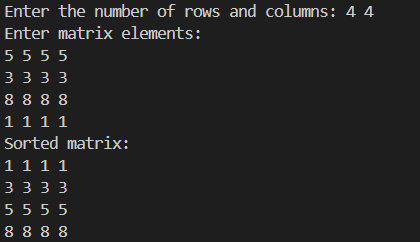 Enter the number of rows and columns: 4 4
Enter matrix elements:
5 5 5 5
3 3 3 3
8 8 8 8
1 1 1 1
Sorted matrix:
1 1 1 1
3 3 3 3
5 5 5 5
8 8 8 8